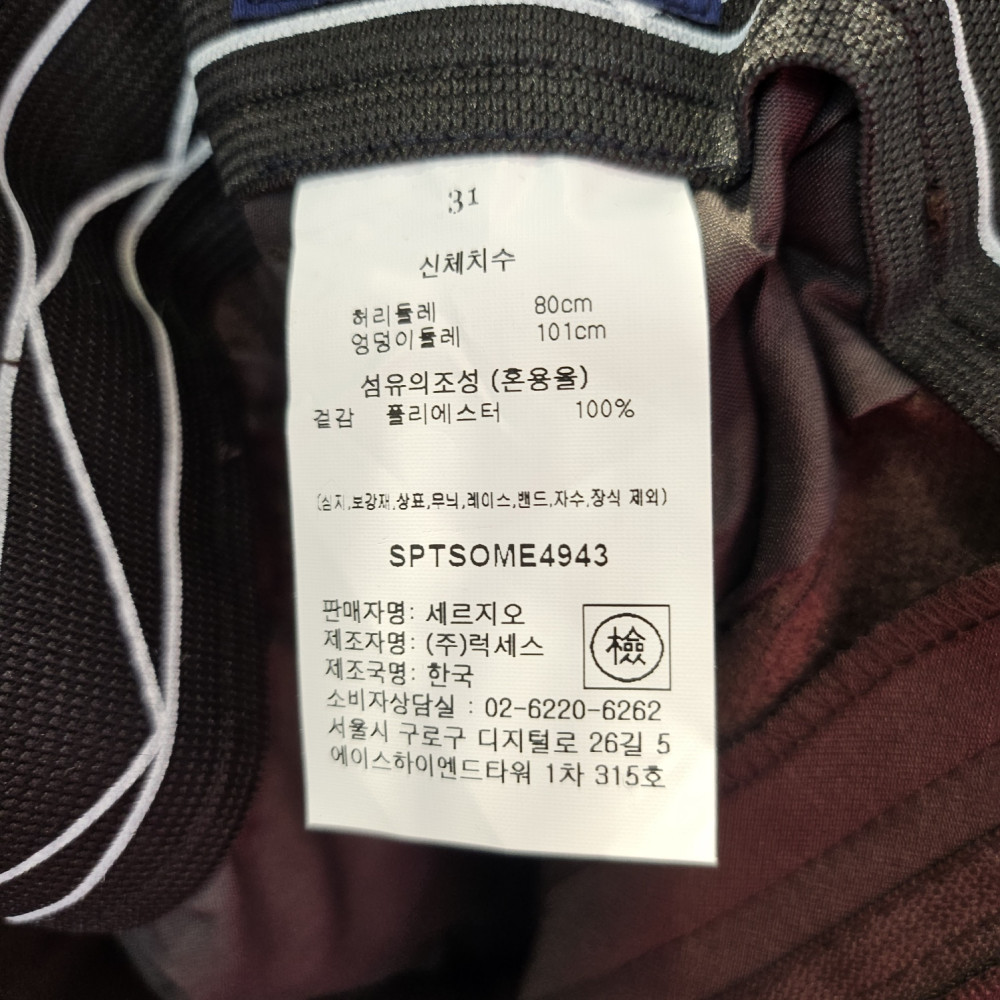 31
신체치수
허리둘레 80cm
엉덩이둘레 101cm
섬유의조성 (혼용율)
겉감 폴리에스터 100%
(심지,보강재,상표,무늬,레이스,밴드,자수,장식 제외)
SPTSOME4943
판매자명: 세르지오
제조자명: (주)럭세스
제조국명: 한국
檢
소비자상담실 : 02-6220-6262
서울시 구로구 디지털로 26길 5
에이스하이엔드타워 1차 315호